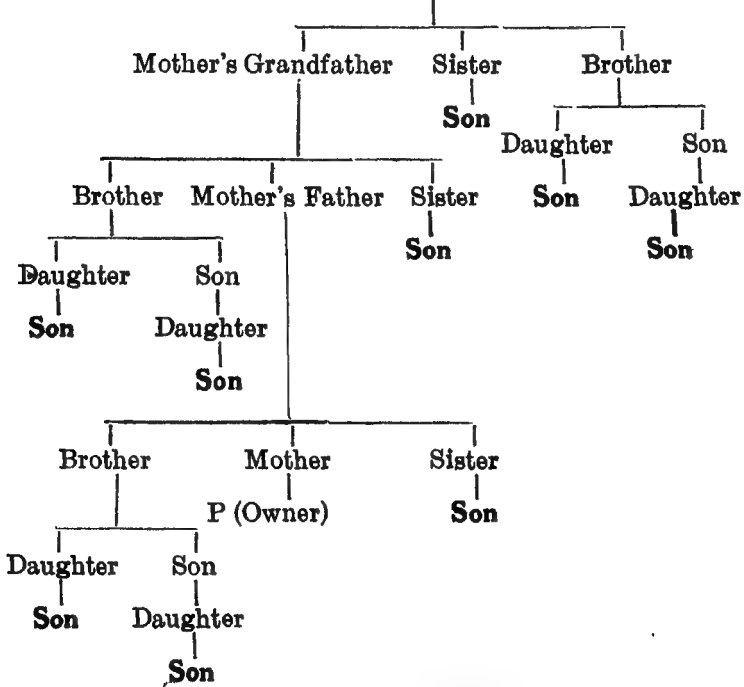 Mother's Grandfather Sister Brother
Son
Daughter Son
Brother Mother's Father Sister Son Daughter
Son Son
Daughter Son
Son Daughter
Son
Brother Mother Sister
P (Owner) Son
Daughter Son
Son Daughter
Son